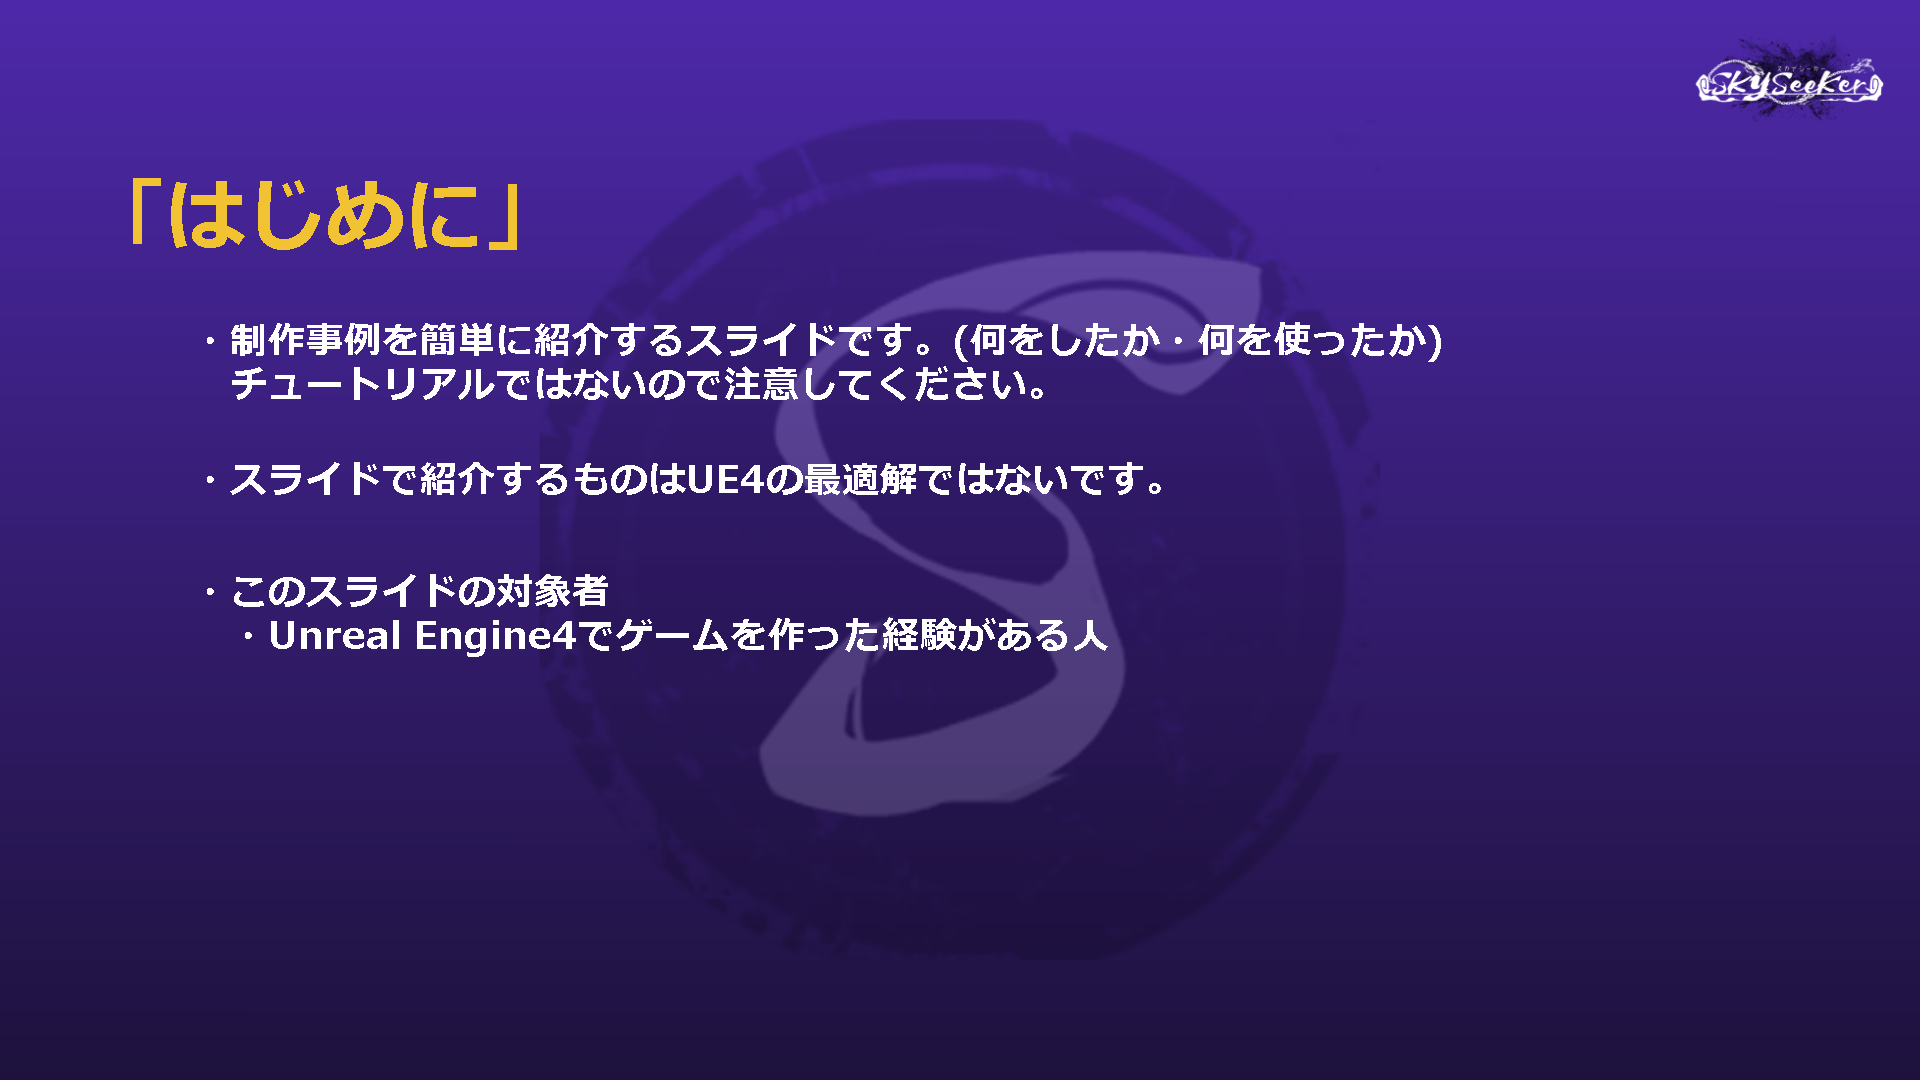 SkySeeker
「はじめに」
・制作事例を簡単に紹介するスライドです。(何をしたか・何を使ったか)
チュートリアルではないので注意してください。
・スライドで紹介するものはUE4の最適解ではないです。
・このスライドの対象者
・Unreal Engine4でゲームを作った経験がある人